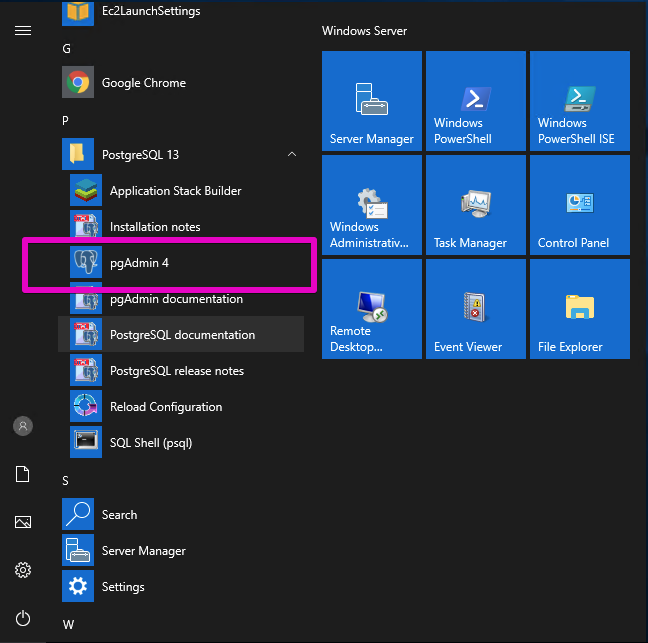 Ec2LaunchSettings
G
Google Chrome
P
PostgreSQL 13
Application Stack Builder
Installation notes
pgAdmin 4
pgAdmin documentation
PostgreSQL documentation
PostgreSQL release notes
Reload Configuration
SQL Shell (psql)
S
Search
Server Manager
Settings
W
Windows Server
Server Manager
Windows
PowerShell
Windows
PowerShell ISE
Windows
Administrativ...
Task Manager
Control Panel
Remote
Desktop...
Event Viewer
File Explorer